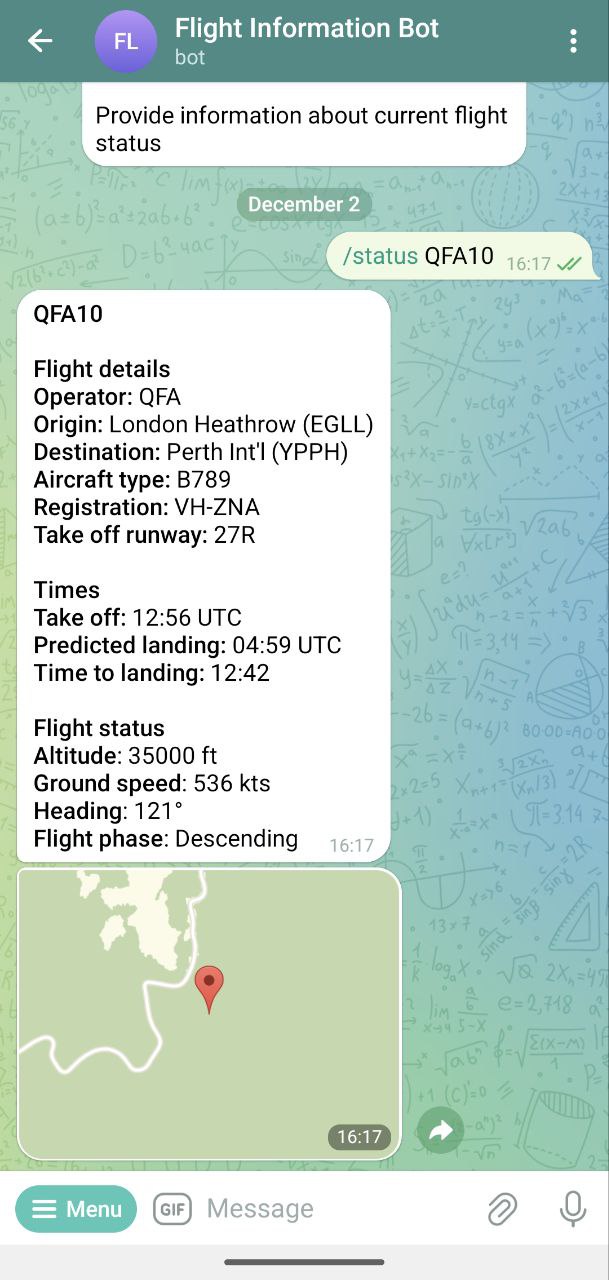 FL
Flight Information Bot
bot
Provide information about current flight
status
December 2
/status QFA10 16:17
QFA10
Flight details
Operator: QFA
Origin: London Heathrow (EGLL)
Destination: Perth Int'l (YPPH)
Aircraft type: B789
Registration: VH-ZNA
Take off runway: 27R
Times
Take off: 12:56 UTC
Predicted landing: 04:59 UTC
Time to landing: 12:42
Flight status
Altitude: 35000 ft
Ground speed: 536 kts
Heading: 121°
Flight phase: Descending 16:17
16:17
Menu GIF Message